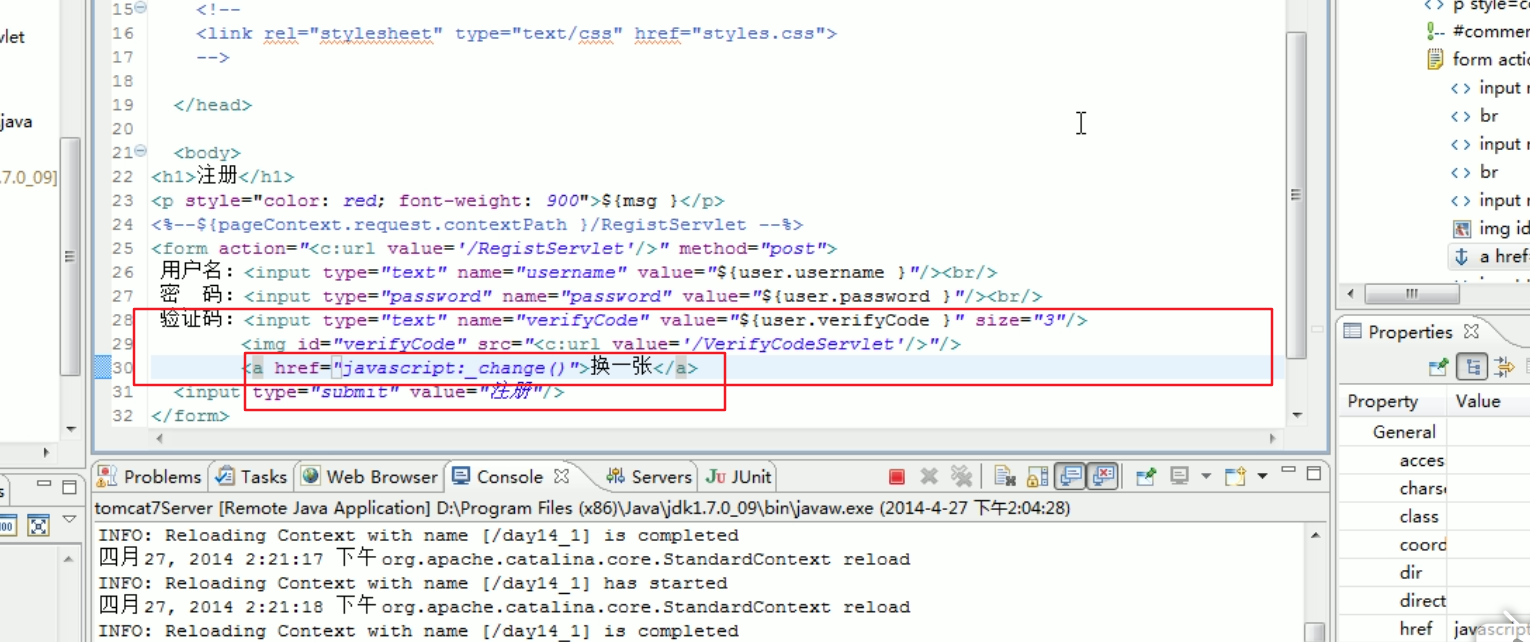 vlet
java
.7.0_09]
15 <!--
16 <link rel="stylesheet" type="text/css" href="styles.css">
17 -->
18
19 </head>
20
21 <body>
22 <h1>注册</h1>
23 <p style="color: red; font-weight: 900">${msg }</p>
24 <%--${pageContext.request.contextPath }/RegistServlet --%>
25 <form action="<c:url value='/RegistServlet'/>" method="post">
26 用户名：<input type="text" name="username" value="${user.username }"/><br/>
27 密 码：<input type="password" name="password" value="${user.password }"/><br/>
28 验证码：<input type="text" name="verifyCode" value="${user.verifyCode }" size="3"/>
29 <img id="verifyCode" src="<c:url value='/VerifyCodeServlet'/>"/>
30 <a href="javascript:_change()">换一张</a>
31 <input type="submit" value="注册"/>
32 </form>
<> p style=c
#commer
form actio
<> input r
<> br
<> input r
<> br
<> input r
img id
a href
Properties
Property Value
General
acces
charse
class
coord
dir
direct
href javascript
Problems Tasks Web Browser Console Servers JUnit
tomcat7Server [Remote Java Application] D:\Program Files (x86)\Java\jdk1.7.0_09\bin\javaw.exe (2014-4-27 下午2:04:28)
INFO: Reloading Context with name [/day14_1] is completed
四月 27, 2014 2:21:17 下午 org.apache.catalina.core.StandardContext reload
INFO: Reloading Context with name [/day14_1] has started
四月 27, 2014 2:21:18 下午 org.apache.catalina.core.StandardContext reload
INFO: Reloading Context with name [/day14_1] is completed